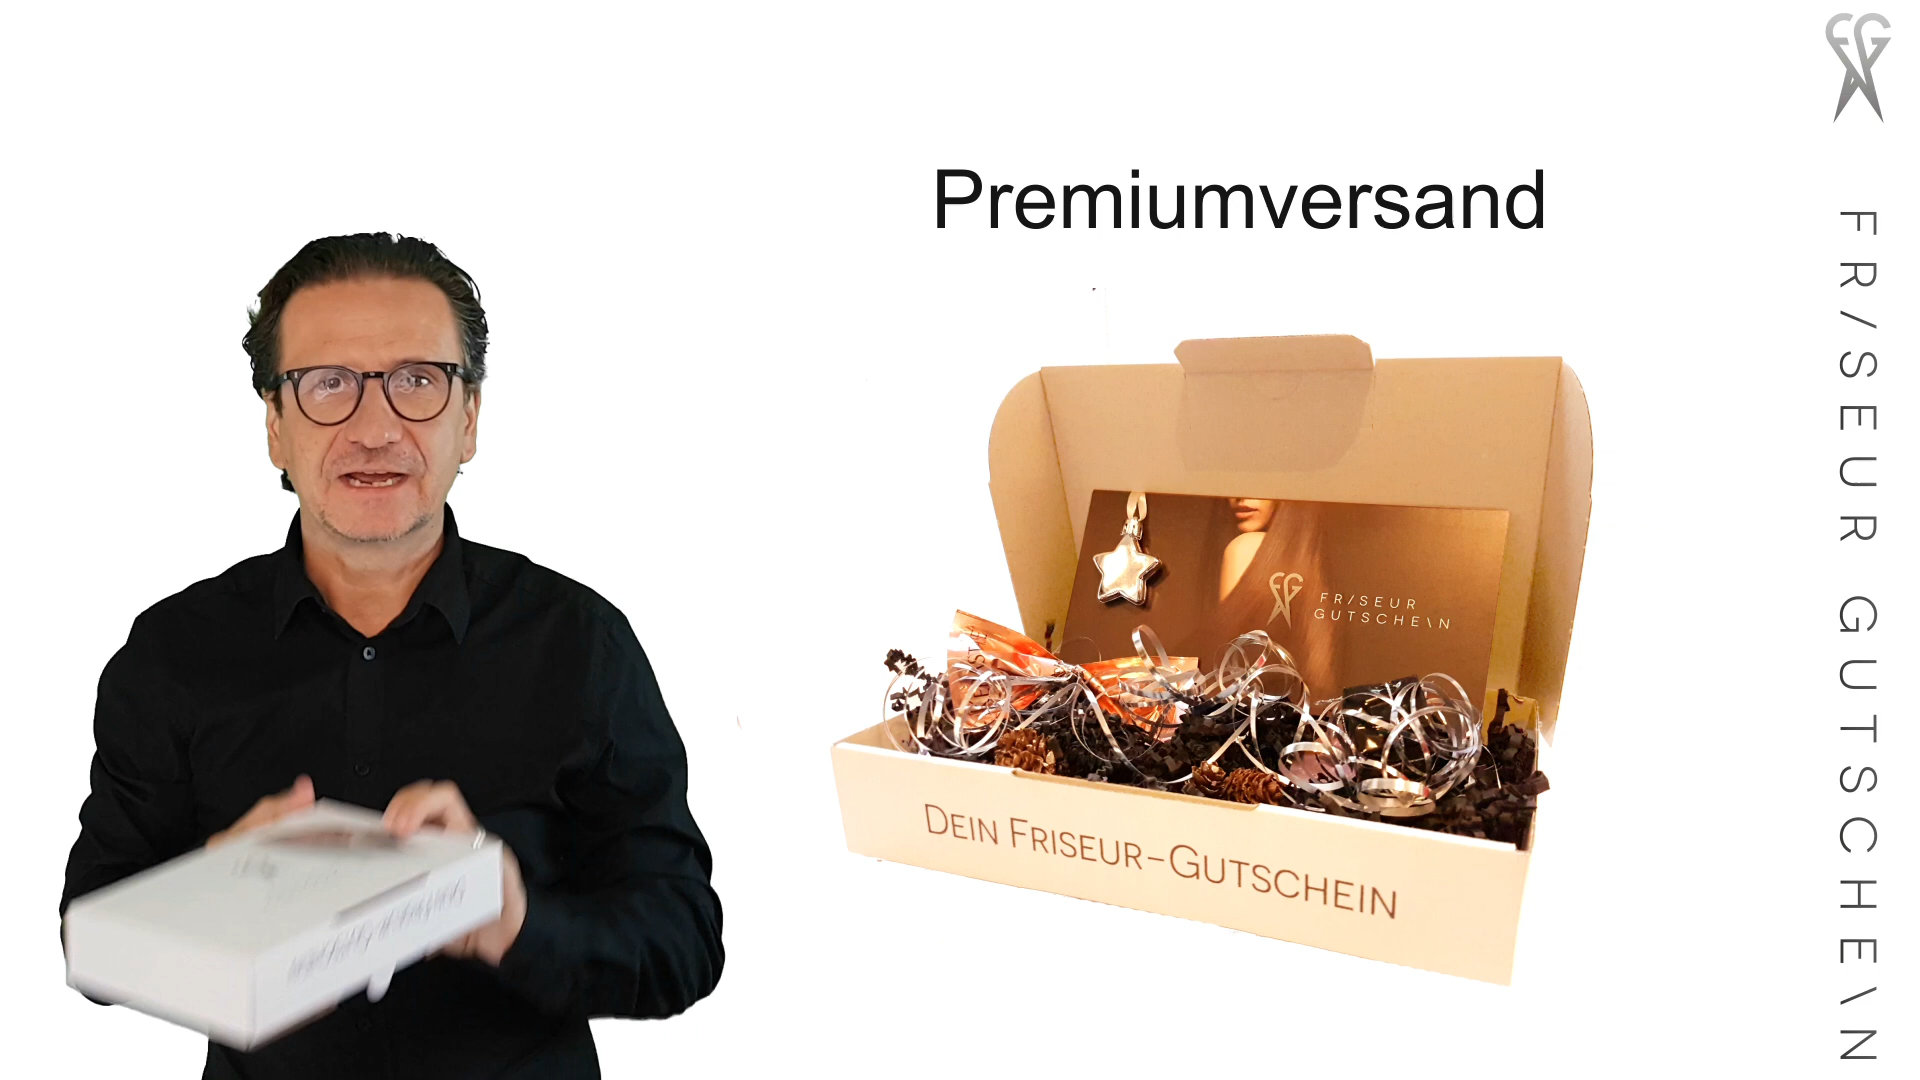 Premiumversand
FR/SEUR
GUTSCHE\N
DEIN FRISEUR-GUTSCHEIN
FR/SEUR GUTSCHE\N